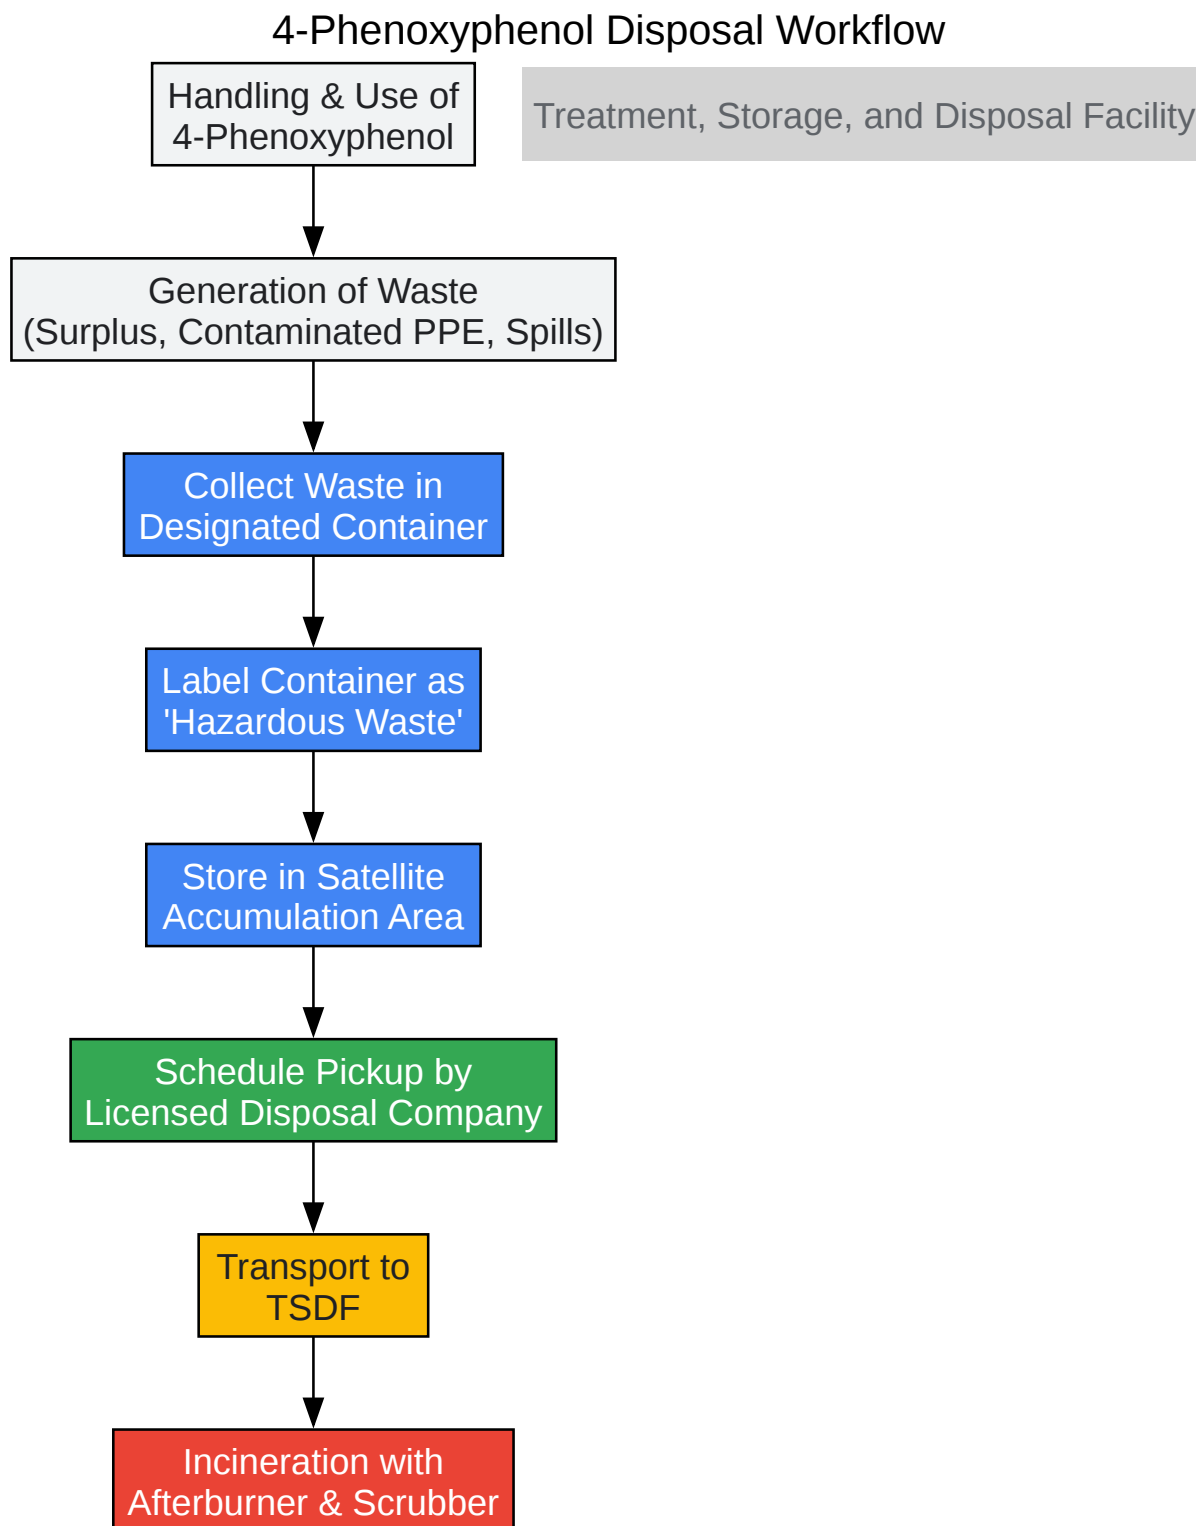 4-Phenoxyphenol Disposal Workflow
Handling & Use of
4-Phenoxyphenol
Treatment, Storage, and Disposal Facility
Generation of Waste
(Surplus, Contaminated PPE, Spills)
Collect Waste in
Designated Container
Label Container as
'Hazardous Waste'
Store in Satellite
Accumulation Area
Schedule Pickup by
Licensed Disposal Company
Transport to
TSDF
Incineration with
Afterburner & Scrubber